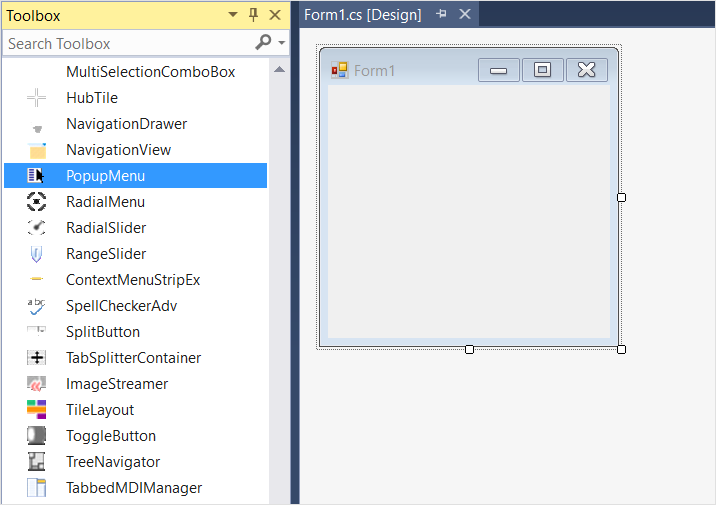 Toolbox
Search Toolbox
MultiSelectionComboBox
HubTile
NavigationDrawer
NavigationView
PopupMenu
RadialMenu
RadialSlider
RangeSlider
ContextMenuStripEx
abc
SpellCheckerAdv
SplitButton
TabSplitterContainer
ImageStreamer
TileLayout
ToggleButton
TreeNavigator
TabbedMDIManager
Form1.cs [Design]
Form1